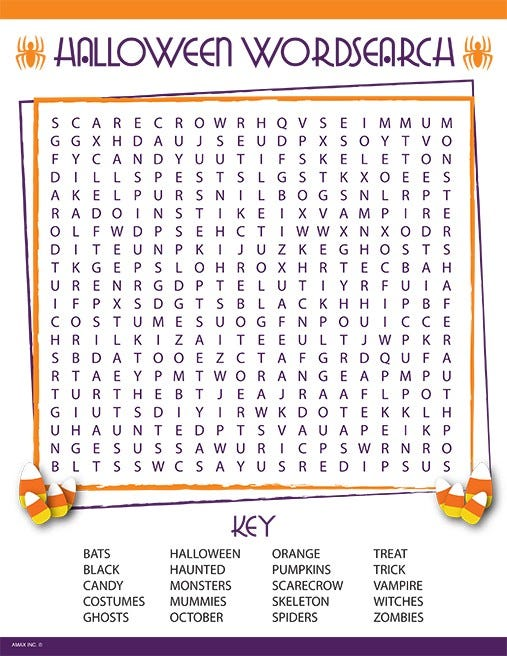 HALLOWEEN WORDSEARCH
S C A R E C R O W R H Q V S E I M M U M
G G X H D A U J S E U D P X S O Y T V O
F Y C A N D Y U U T I F S K E L E T O N
D I L L S P E S T S L G S T K X O E E S
A K E L P U R S N I L B O G S N L R P T
R A D O I N S T I K E I X V A M P I R E
O L F W D P S E H C T I W W X N X O D R
D I T E U N P K I J U Z K E G H O S T S
T K G E P S L O H R O X H R T E C B A H
U R E N R G D P T E L U T I Y R F U I A
I F P X S D G T S B L A C K H H I P B F
C O S T U M E S U O G F N P O U I C C E
H R I L K I Z A I T E E U L T J W P K R
S B D A T O O E Z C T A F G R D Q U F A
R T A E Y P M T W O R A N G E A P M P U
T U R T H E B T J E A J R A A F L P O T
G I U T S D I Y I R W K D O T E K K L H
U H A U N T E D P T S V A U A P E I K P
N G E S U S S A W U R I C P S W R N R O
B L T S S W C S A Y U S R E D I P S U S
KEY
BATS HALLOWEEN ORANGE TREAT
BLACK HAUNTED PUMPKINS TRICK
CANDY MONSTERS SCARECROW VAMPIRE
COSTUMES MUMMIES SKELETON WITCHES
GHOSTS OCTOBER SPIDERS ZOMBIES
AMAX INC. ©